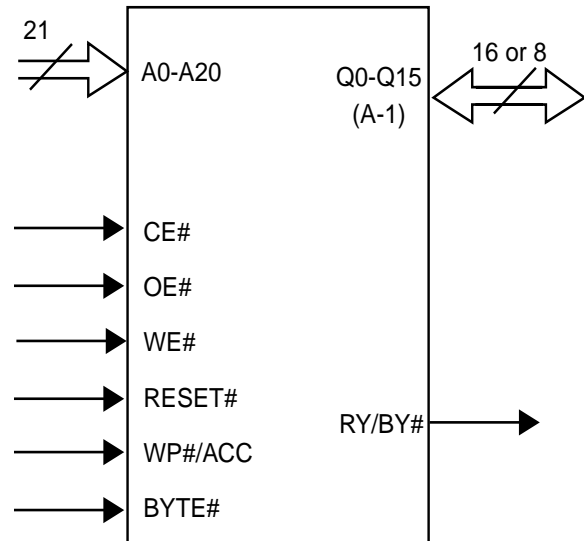 21
A0-A20
16 or 8
Q0-Q15
(A-1)
CE#
OE#
WE#
RESET#
RY/BY#
WP#/ACC
BYTE#